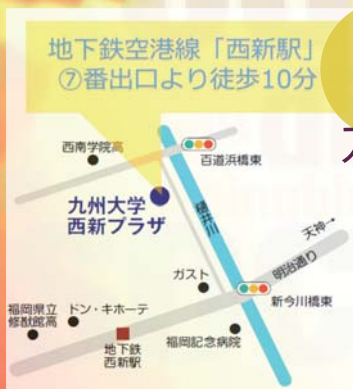 地下鉄空港線「西新駅」
⑦番出口より徒歩10分
西南学院高
百道浜橋東
九州大学
西新プラザ
樋井川
天神→
明治通り
ガスト
新今川橋東
福岡県立
修猷館高
ドン・キホーテ
地下鉄
西新駅
福岡記念病院